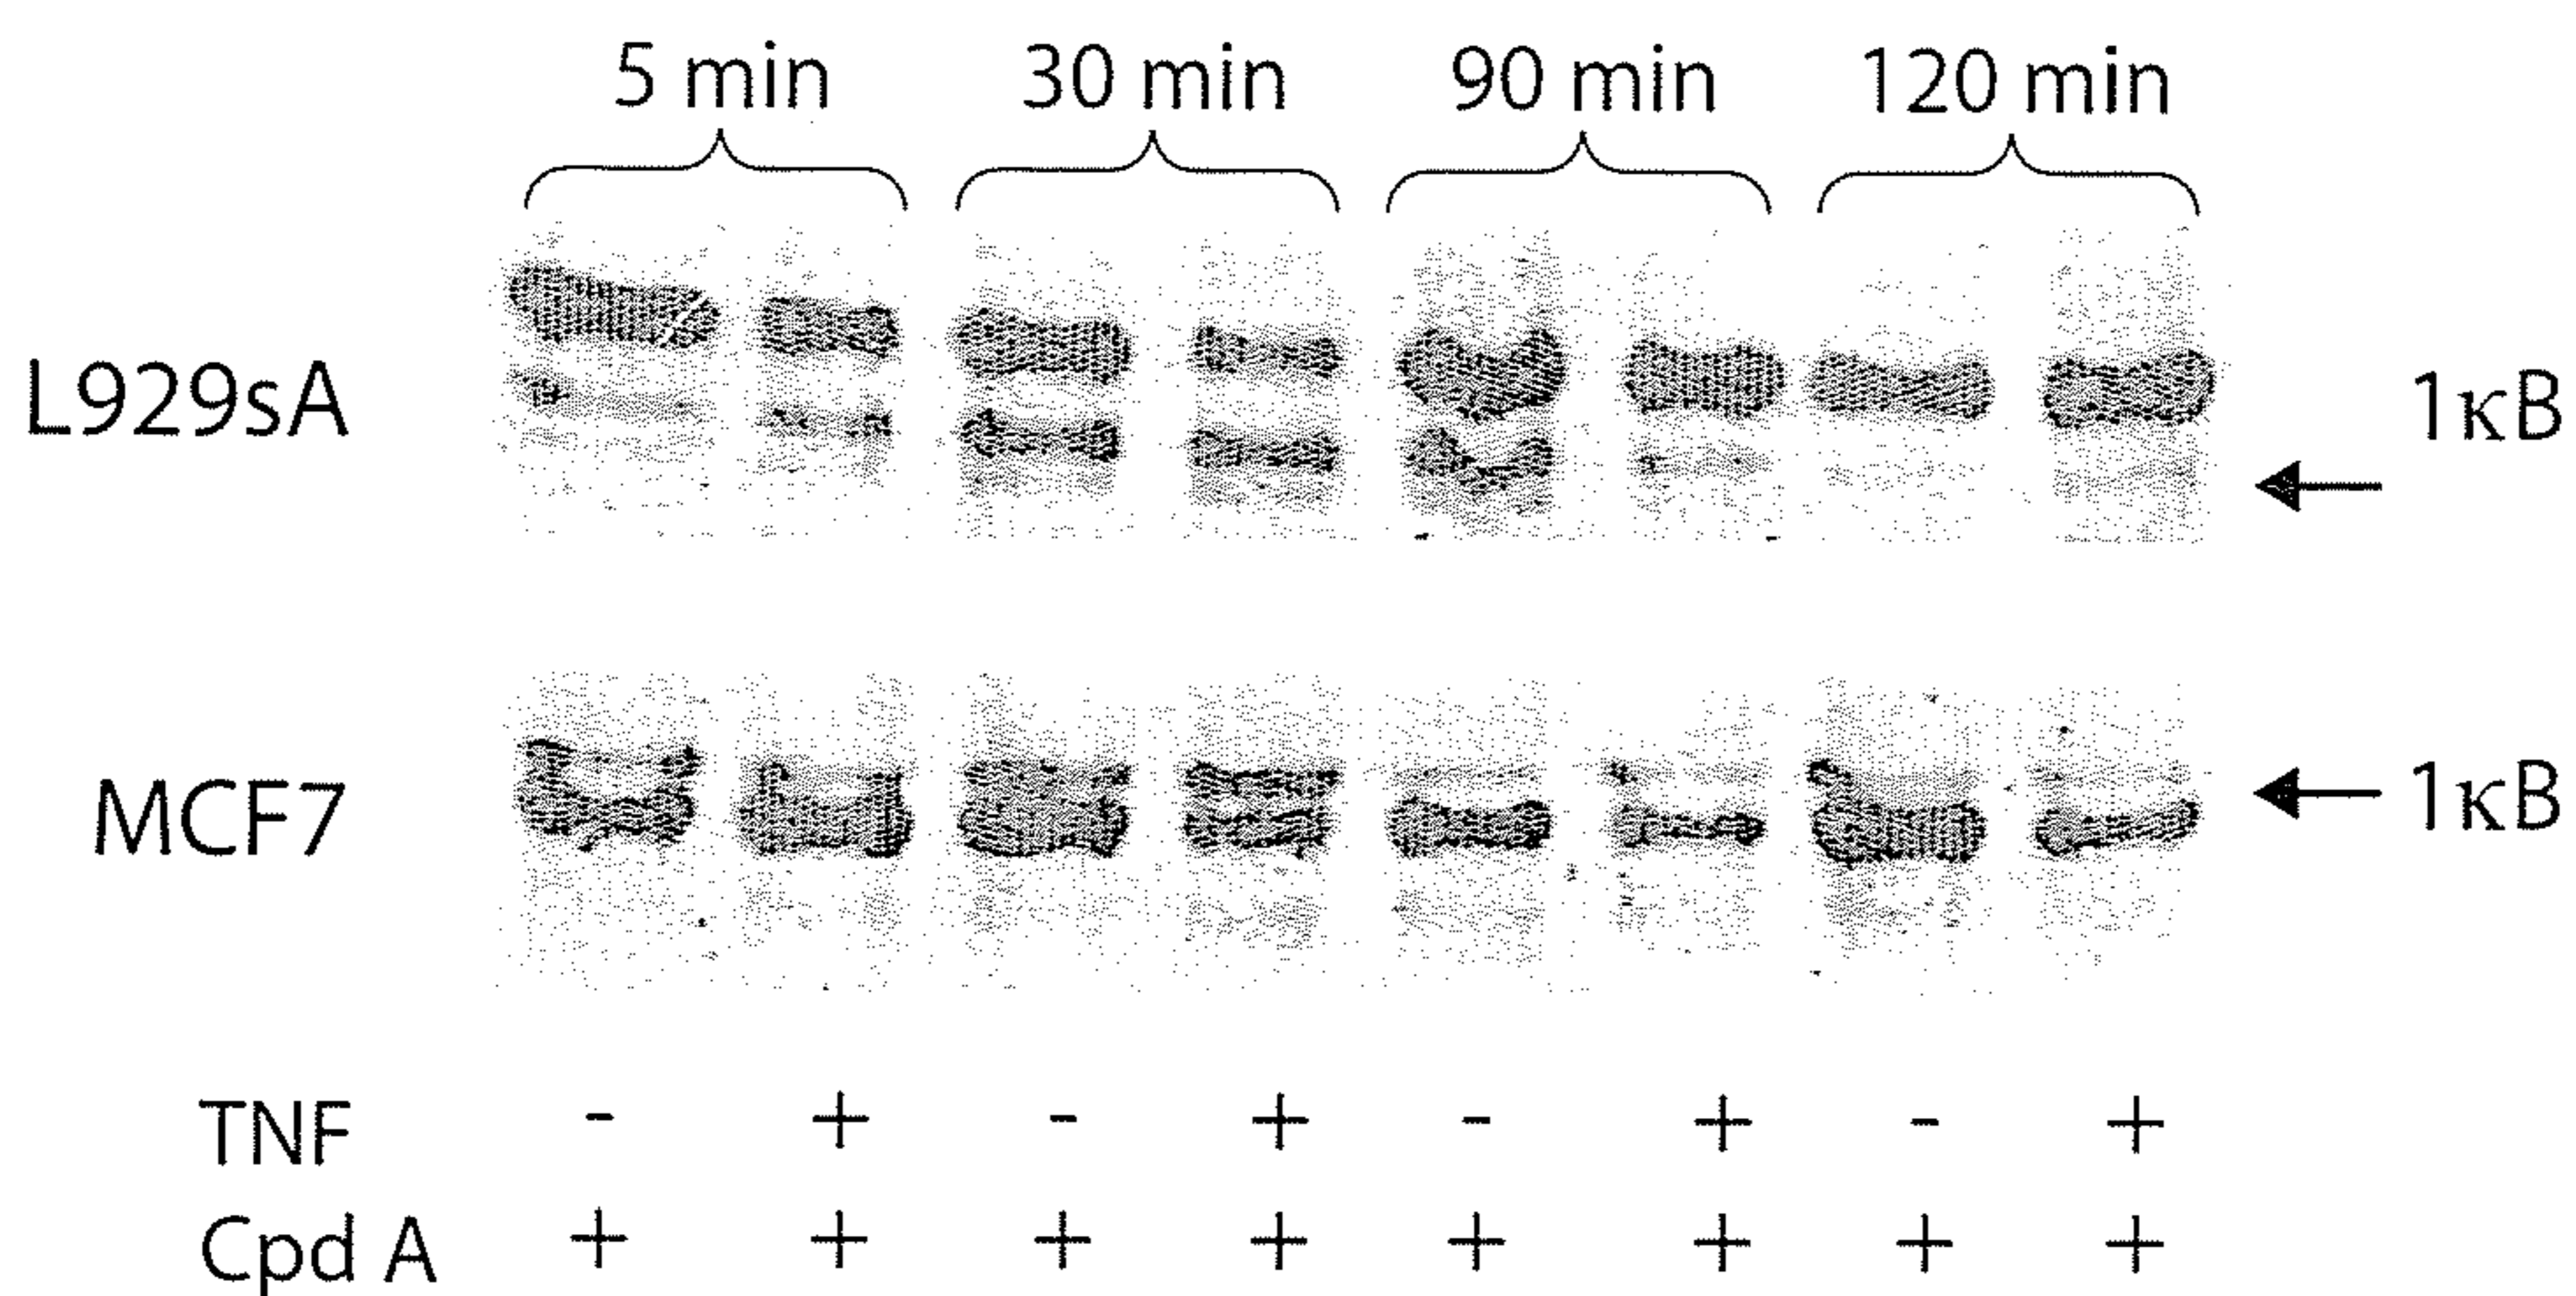 5 min 30 min 90 min 120 min
L929sA 1κB
MCF7 1κB
TNF - + - + - + - +
Cpd A + + + + + + + +